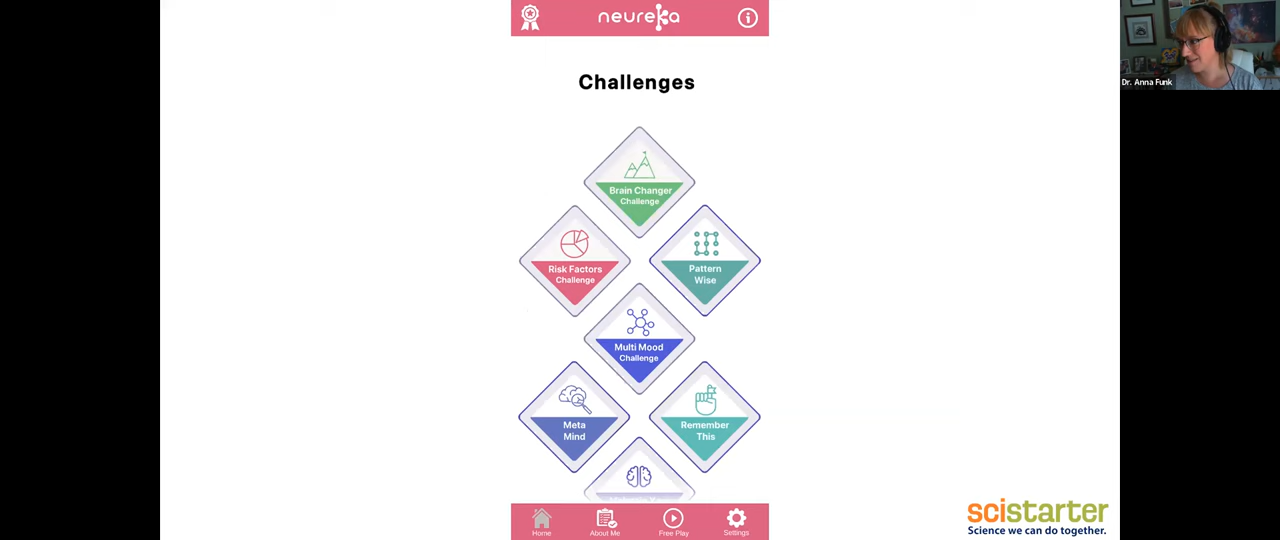 neureka
Dr. Anna Funk
Challenges
Brain Changer
Challenge
Risk Factors
Challenge
Pattern
Wise
Multi Mood
Challenge
Meta
Mind
Remember
This
Home
About Me
Free Play
Settings
scistarter
Science we can do together.